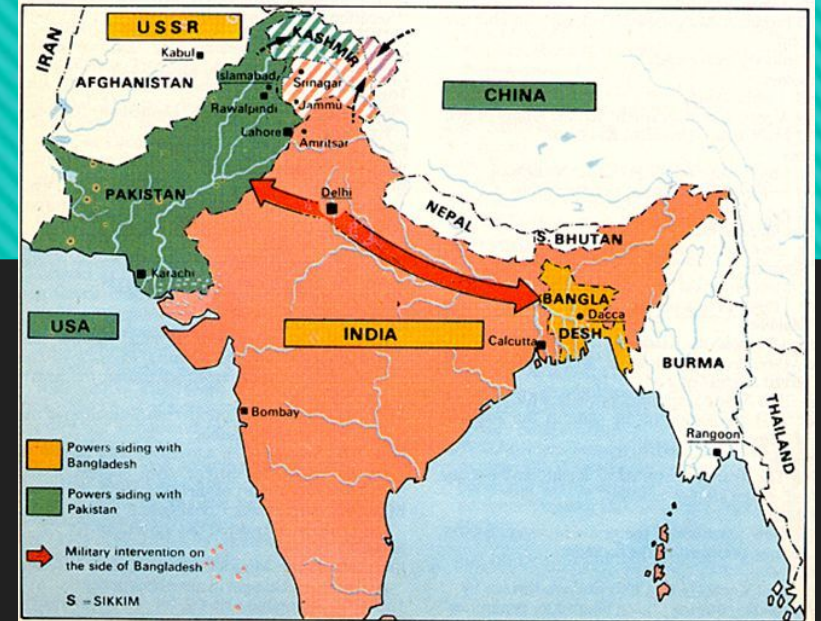 USSR
IRAN
Kabul
AFGHANISTAN
KASHMIR
Islamabad
Srinagar
Rawalpindi
Jammu
Lahore
Amritsar
CHINA
PAKISTAN
Delhi
NEPAL
S. BHUTAN
Karachi
BANGLA
DESH
Dacca
USA
INDIA
Calcutta
BURMA
Bombay
THAILAND
Rangoon
Powers siding with
Bangladesh
Powers siding with
Pakistan
Military intervention on
the side of Bangladesh
S = SIKKIM